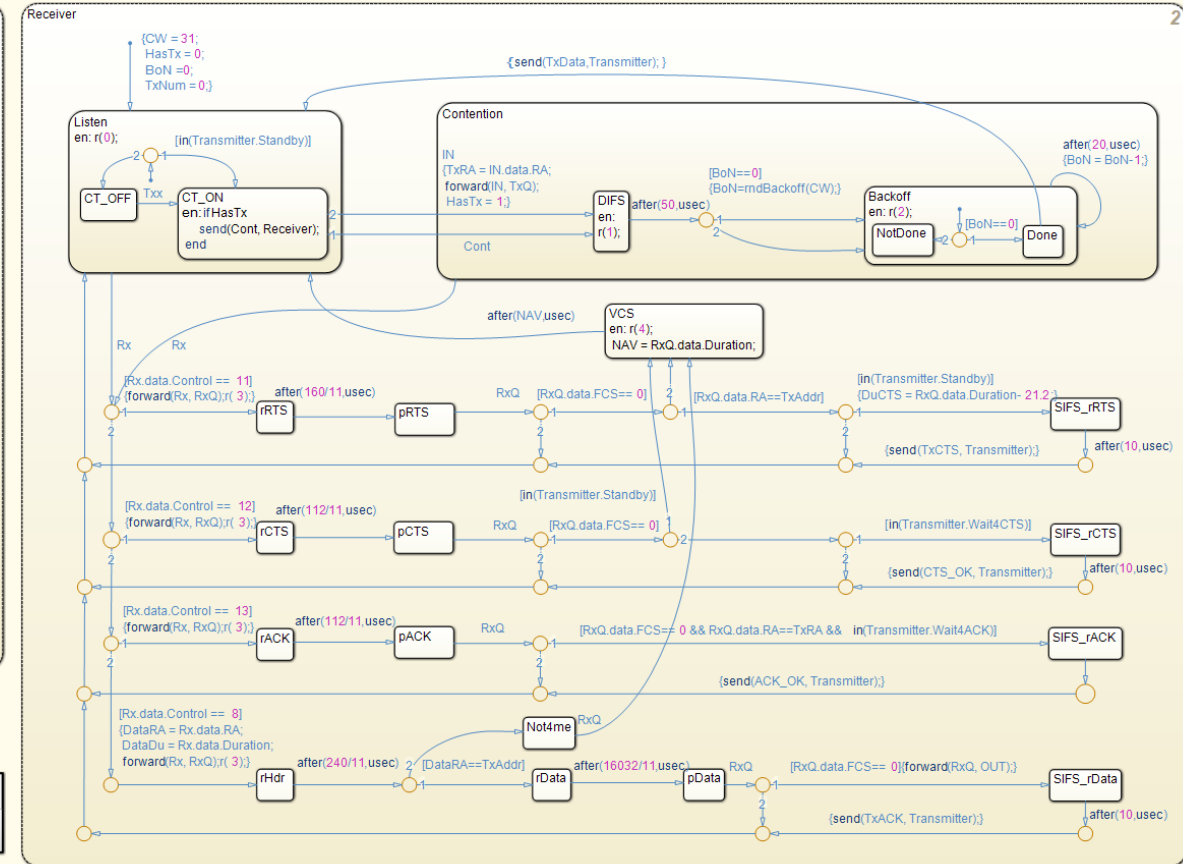 Receiver
2
{CW = 31;
HasTx = 0;
BoN =0;
TxNum = 0;}
{send(TxData,Transmitter); }
Listen
en: r(0);
[in(Transmitter.Standby)]
2
1
CT_OFF
Txx
CT_ON
en: if HasTx
send(Cont, Receiver);
end
2
1
Contention
IN
{TxRA = IN.data.RA;
forward(IN, TxQ);
HasTx = 1;}
Cont
DIFS
en:
r(1);
after(50,usec)
[BoN==0]
{BoN=rndBackoff(CW);}
1
2
Backoff
en: r(2);
NotDone
2
1
[BoN==0]
Done
after(20,usec)
{BoN = BoN-1;}
after(NAV,usec)
VCS
en: r(4);
NAV = RxQ.data.Duration;
Rx
Rx
[Rx.data.Control == 11]
{forward(Rx, RxQ);r( 3);}
1
2
rRTS
after(160/11,usec)
pRTS
RxQ
[RxQ.data.FCS== 0]
1
2
2
1
[RxQ.data.RA==TxAddr]
[in(Transmitter.Standby)]
{DuCTS = RxQ.data.Duration- 21.2;}
1
2
SIFS_rRTS
after(10,usec)
{send(TxCTS, Transmitter);}
[Rx.data.Control == 12]
{forward(Rx, RxQ);r( 3);}
1
2
rCTS
after(112/11,usec)
pCTS
RxQ
[in(Transmitter.Standby)]
[RxQ.data.FCS== 0]
1
2
1
2
[in(Transmitter.Wait4CTS)]
1
2
SIFS_rCTS
after(10,usec)
{send(CTS_OK, Transmitter);}
[Rx.data.Control == 13]
{forward(Rx, RxQ);r( 3);}
1
2
rACK
after(112/11,usec)
pACK
RxQ
[RxQ.data.FCS== 0 && RxQ.data.RA==TxRA && in(Transmitter.Wait4ACK)]
1
2
SIFS_rACK
{send(ACK_OK, Transmitter);}
[Rx.data.Control == 8]
{DataRA = Rx.data.RA;
DataDu = Rx.data.Duration;
forward(Rx, RxQ);r( 3);}
rHdr
after(240/11,usec)
2
1
Not4me
RxQ
[DataRA==TxAddr]
rData
after(16032/11,usec)
pData
RxQ
[RxQ.data.FCS== 0]{forward(RxQ, OUT);}
1
2
SIFS_rData
after(10,usec)
{send(TxACK, Transmitter);}